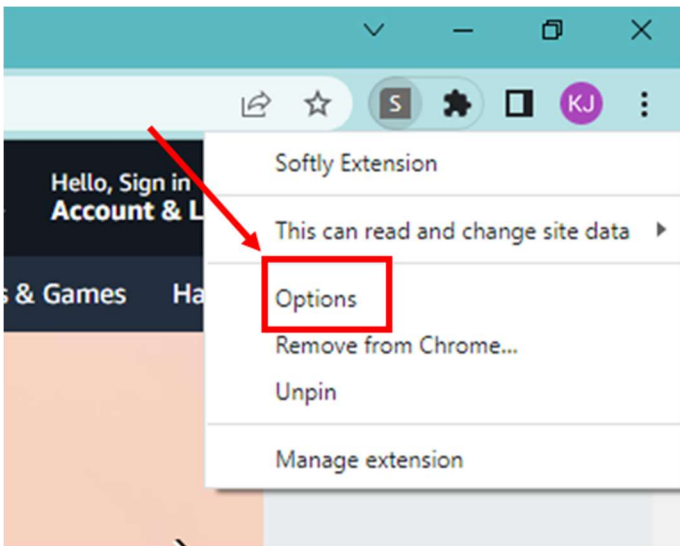 S
KJ
Softly Extension
Hello, Sign in
Account & L
This can read and change site data
s & Games Ha
Options
Remove from Chrome...
Unpin
Manage extension